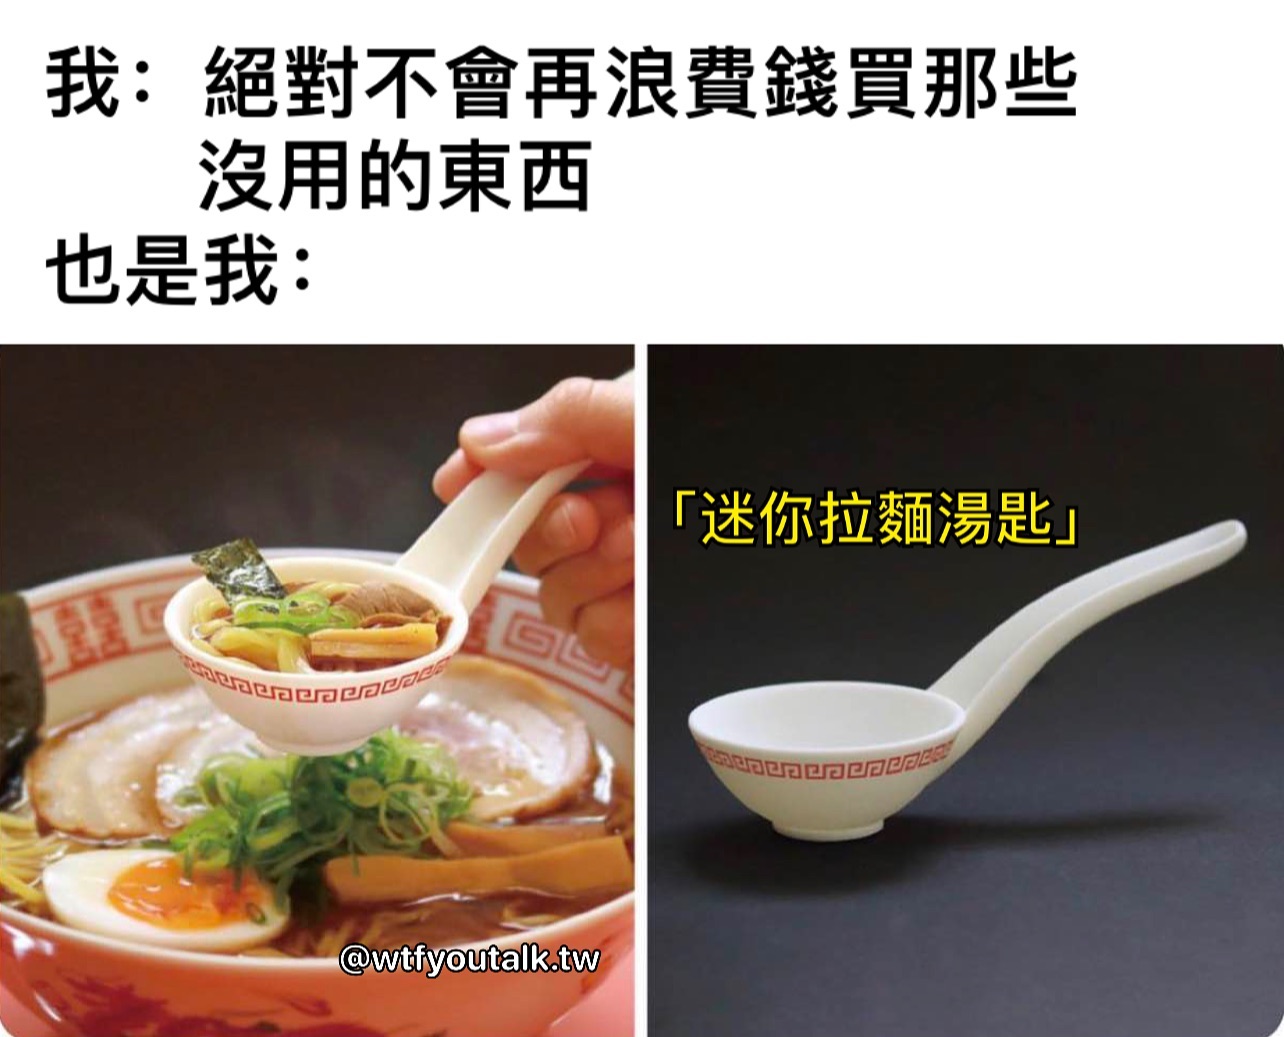 我：絕對不會再浪費錢買那些
沒用的東西
也是我：
「迷你拉麵湯匙」
@wtfyoutalk.tw